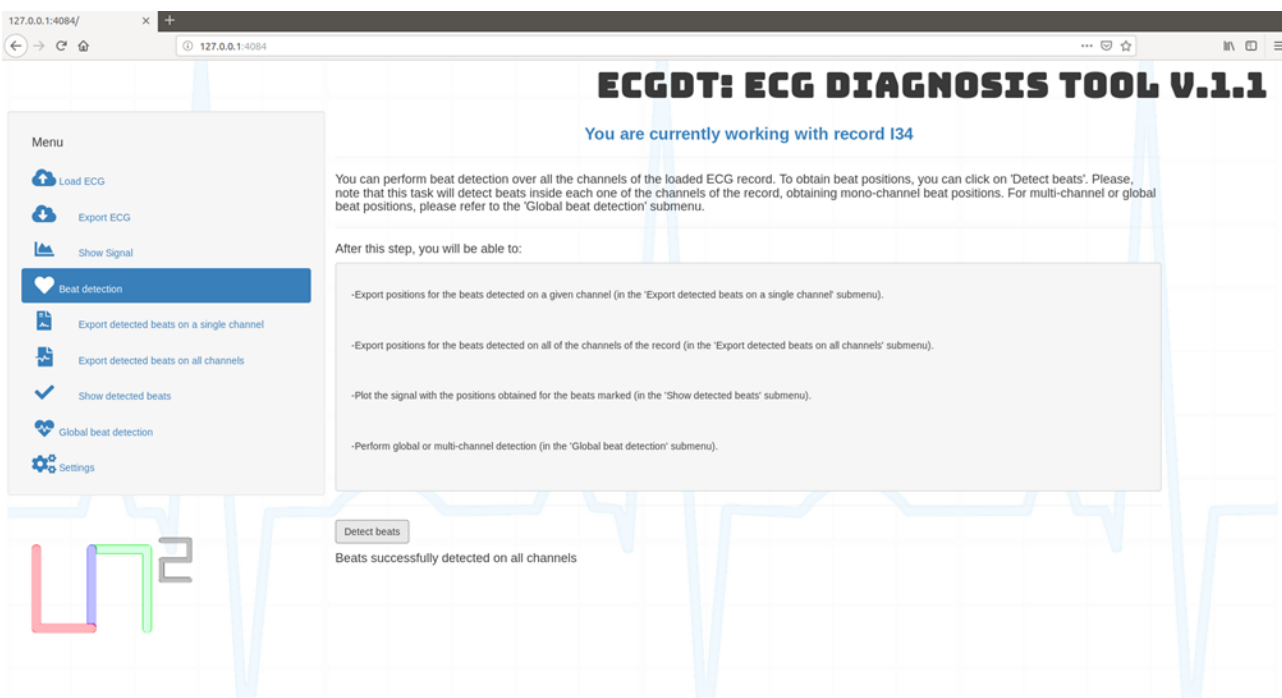 127.0.0.1:4084/
127.0.0.1:4084
ECGDT: ECG DIAGNOSIS TOOL V.1.1
Menu
Load ECG
Export ECG
Show Signal
Beat detection
Export detected beats on a single channel
Export detected beats on all channels
Show detected beats
Global beat detection
Settings
You are currently working with record I34
You can perform beat detection over all the channels of the loaded ECG record. To obtain beat positions, you can click on 'Detect beats'. Please,
note that this task will detect beats inside each one of the channels of the record, obtaining mono-channel beat positions. For multi-channel or global
beat positions, please refer to the 'Global beat detection' submenu.
After this step, you will be able to:
-Export positions for the beats detected on a given channel (in the 'Export detected beats on a single channel' submenu).
-Export positions for the beats detected on all of the channels of the record (in the 'Export detected beats on all channels' submenu).
-Plot the signal with the positions obtained for the beats marked (in the 'Show detected beats' submenu).
-Perform global or multi-channel detection (in the 'Global beat detection' submenu).
Detect beats
Beats successfully detected on all channels